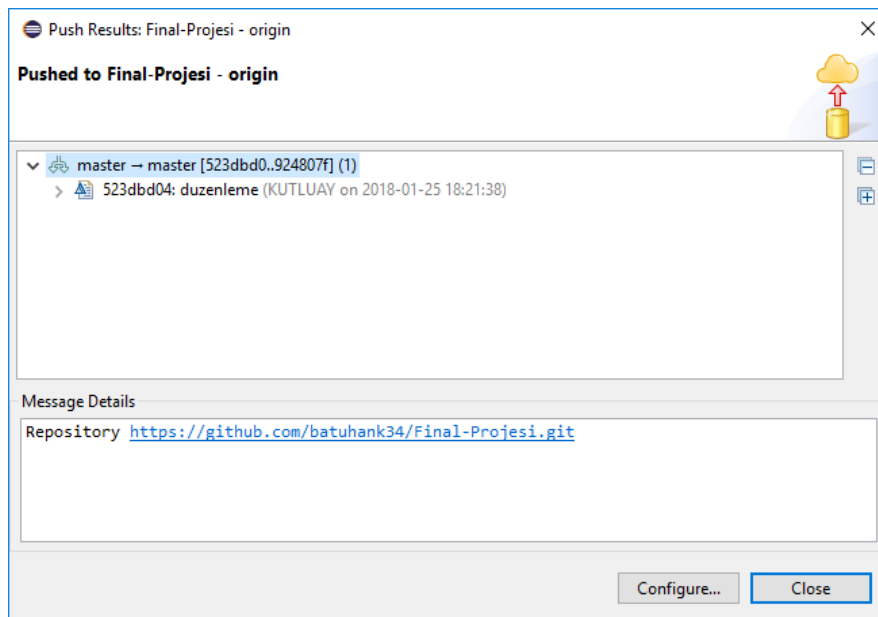 Push Results: Final-Projesi - origin
Pushed to Final-Projesi - origin
master → master [523dbd0..924807f] (1)
523dbd04: duzenleme (KUTLUAY on 2018-01-25 18:21:38)
Message Details
Repository https://github.com/batuhank34/Final-Projesi.git
Configure...
Close